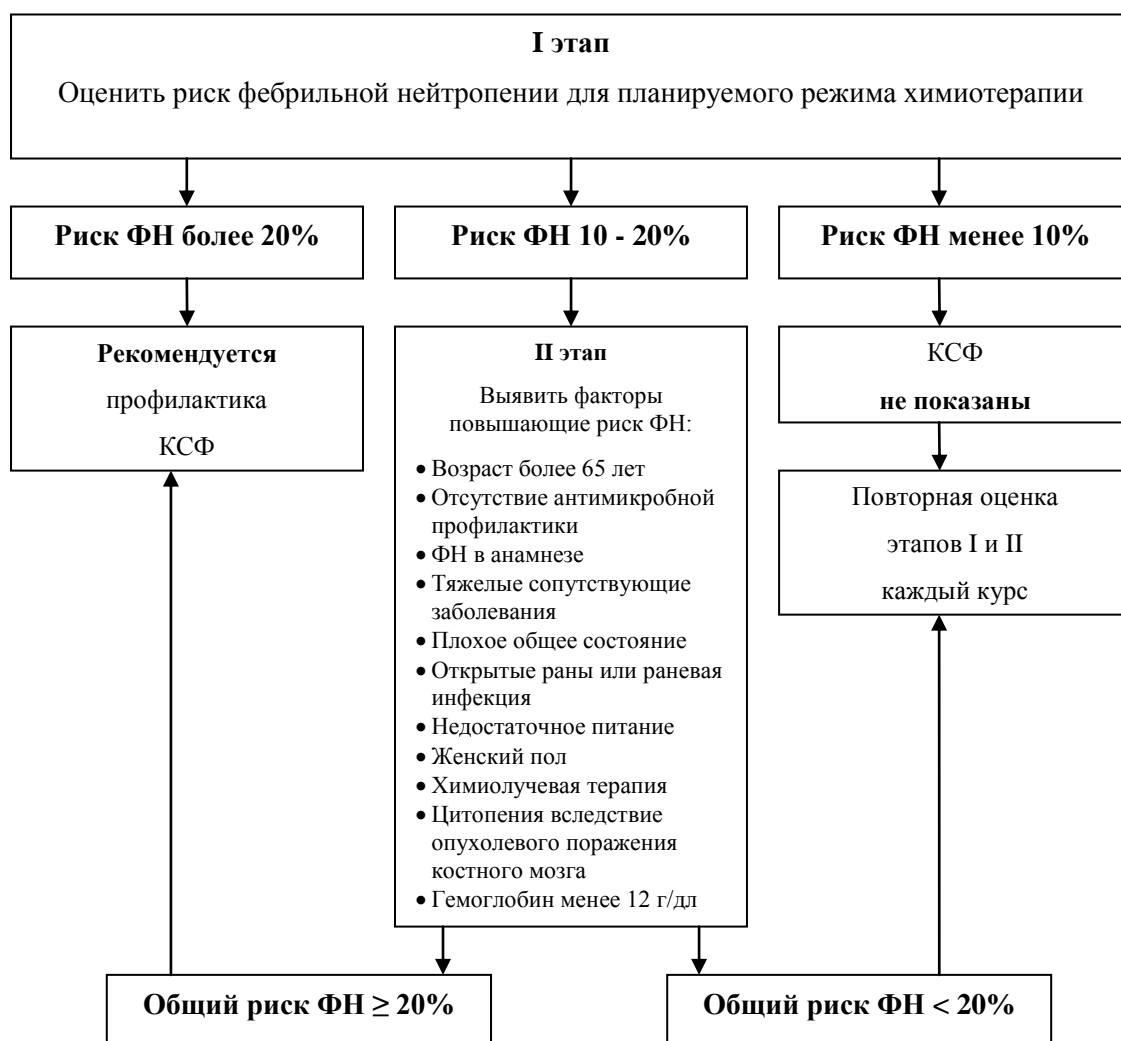 I этап
Оценить риск фебрильной нейтропении для планируемого режима химиотерапии
Риск ФН более 20%
Риск ФН 10 - 20%
Риск ФН менее 10%
Рекомендуется
профилактика
КСФ
II этап
Выявить факторы
повышающие риск ФН:
• Возраст более 65 лет
• Отсутствие антимикробной
профилактики
• ФН в анамнезе
• Тяжелые сопутствующие
заболевания
• Плохое общее состояние
• Открытые раны или раневая
инфекция
• Недостаточное питание
• Женский пол
• Химиолучевая терапия
• Цитопения вследствие
опухолевого поражения
костного мозга
• Гемоглобин менее 12 г/дл
КСФ
не показаны
Повторная оценка
этапов I и II
каждый курс
Общий риск ФН ≥ 20%
Общий риск ФН < 20%